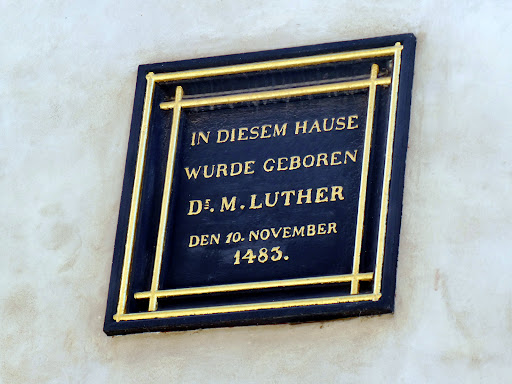 IN DIESEM HAUSE
WURDE GEBOREN
Dr. M. LUTHER
DEN 10. NOVEMBER
1483.